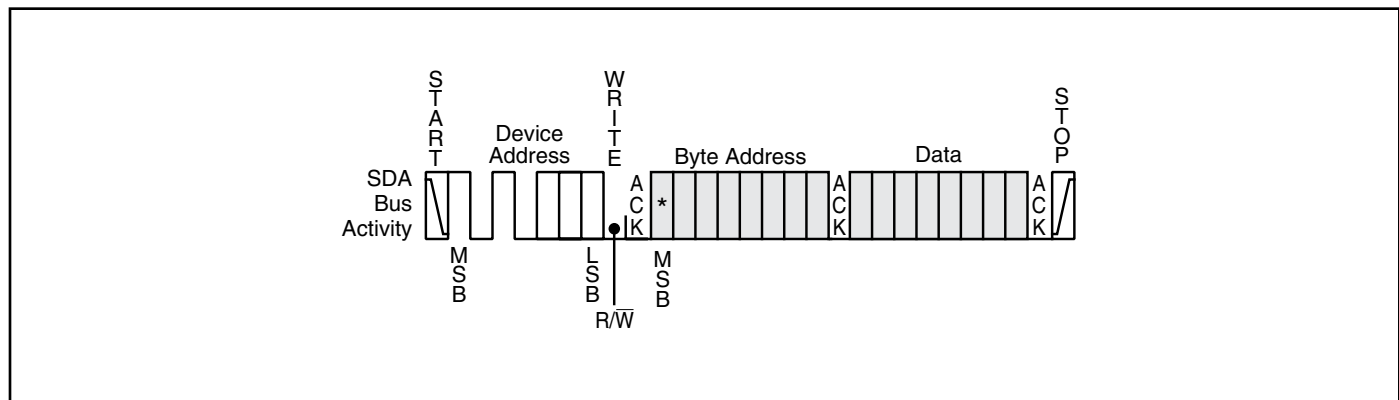 START
WRITE
STOP
Device
Address
Byte Address
Data
SDA
Bus
Activity
ACK
*
ACK
ACK
MSB
LSB
MSB
R/W̅